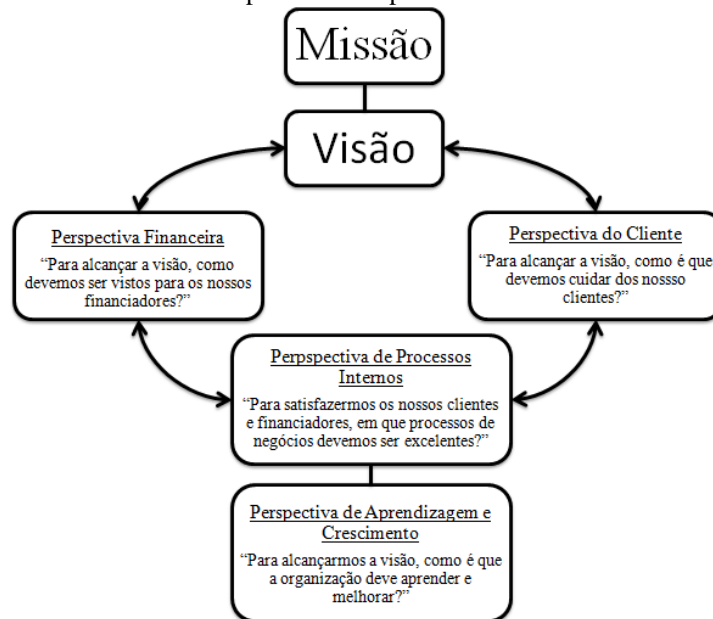 Missão
Visão
Perspectiva Financeira
“Para alcançar a visão, como
devemos ser vistos para os nossos
financiadores?”
Perspectiva do Cliente
“Para alcançar a visão, como é que
devemos cuidar dos nossso
clientes?”
Perpspectiva de Processos
Internos
“Para satisfazermos os nossos clientes
e financiadores, em que processos de
negócios devemos ser excelentes?”
Perspectiva de Aprendizagem e
Crescimento
“Para alcançarmos a visão, como é que
a organização deve aprender e
melhorar?”